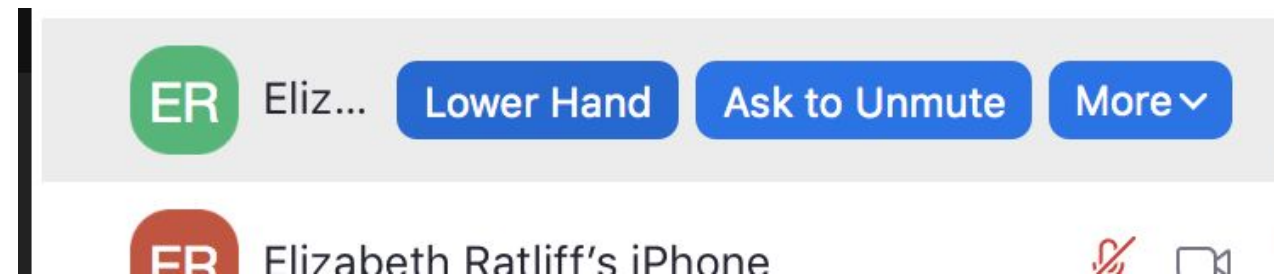 ER Eliz... Lower Hand Ask to Unmute More
ER Elizabeth Ratliff's iPhone